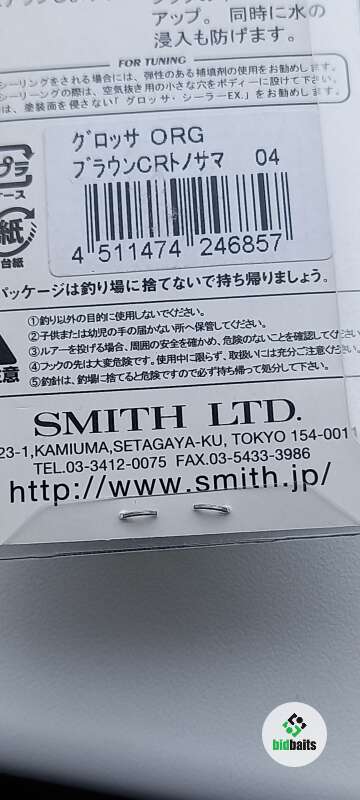 アップ。同時に水の
浸入も防げます。
FOR TUNING
シーリングをされる場合には、弾性のある補填剤の使用をお勧めします。
シーリングの際は、空気抜き用の小さな穴をボディーに設けて下さい。
は、塗装面を侵さない「グロッサ・シーラーEX.」をお勧めします。
プラ
ケース
紙
台紙
グロッサ ORG
ブラウンCRトノサマ 04
4 511474 246857
パッケージは釣り場に捨てないで持ち帰りましょう。
注意
①釣り以外の目的に使用しないでください。
②子供または幼児の手の届かない所へ保管してください。
③ルアーを投げる場合、周囲の安全を確かめ、危険のないことを確認してくださ
④フックの先は大変危険です。使用中に限らず、取扱いには充分ご注意ください
⑤釣針は、釣場に捨てると危険ですので必ず持ち帰って処分して下さい。
SMITH LTD.
23-1,KAMIUMA,SETAGAYA-KU, TOKYO 154-0011
TEL.03-3412-0075 FAX.03-5433-3986
http://www.smith.jp/
bidbaits